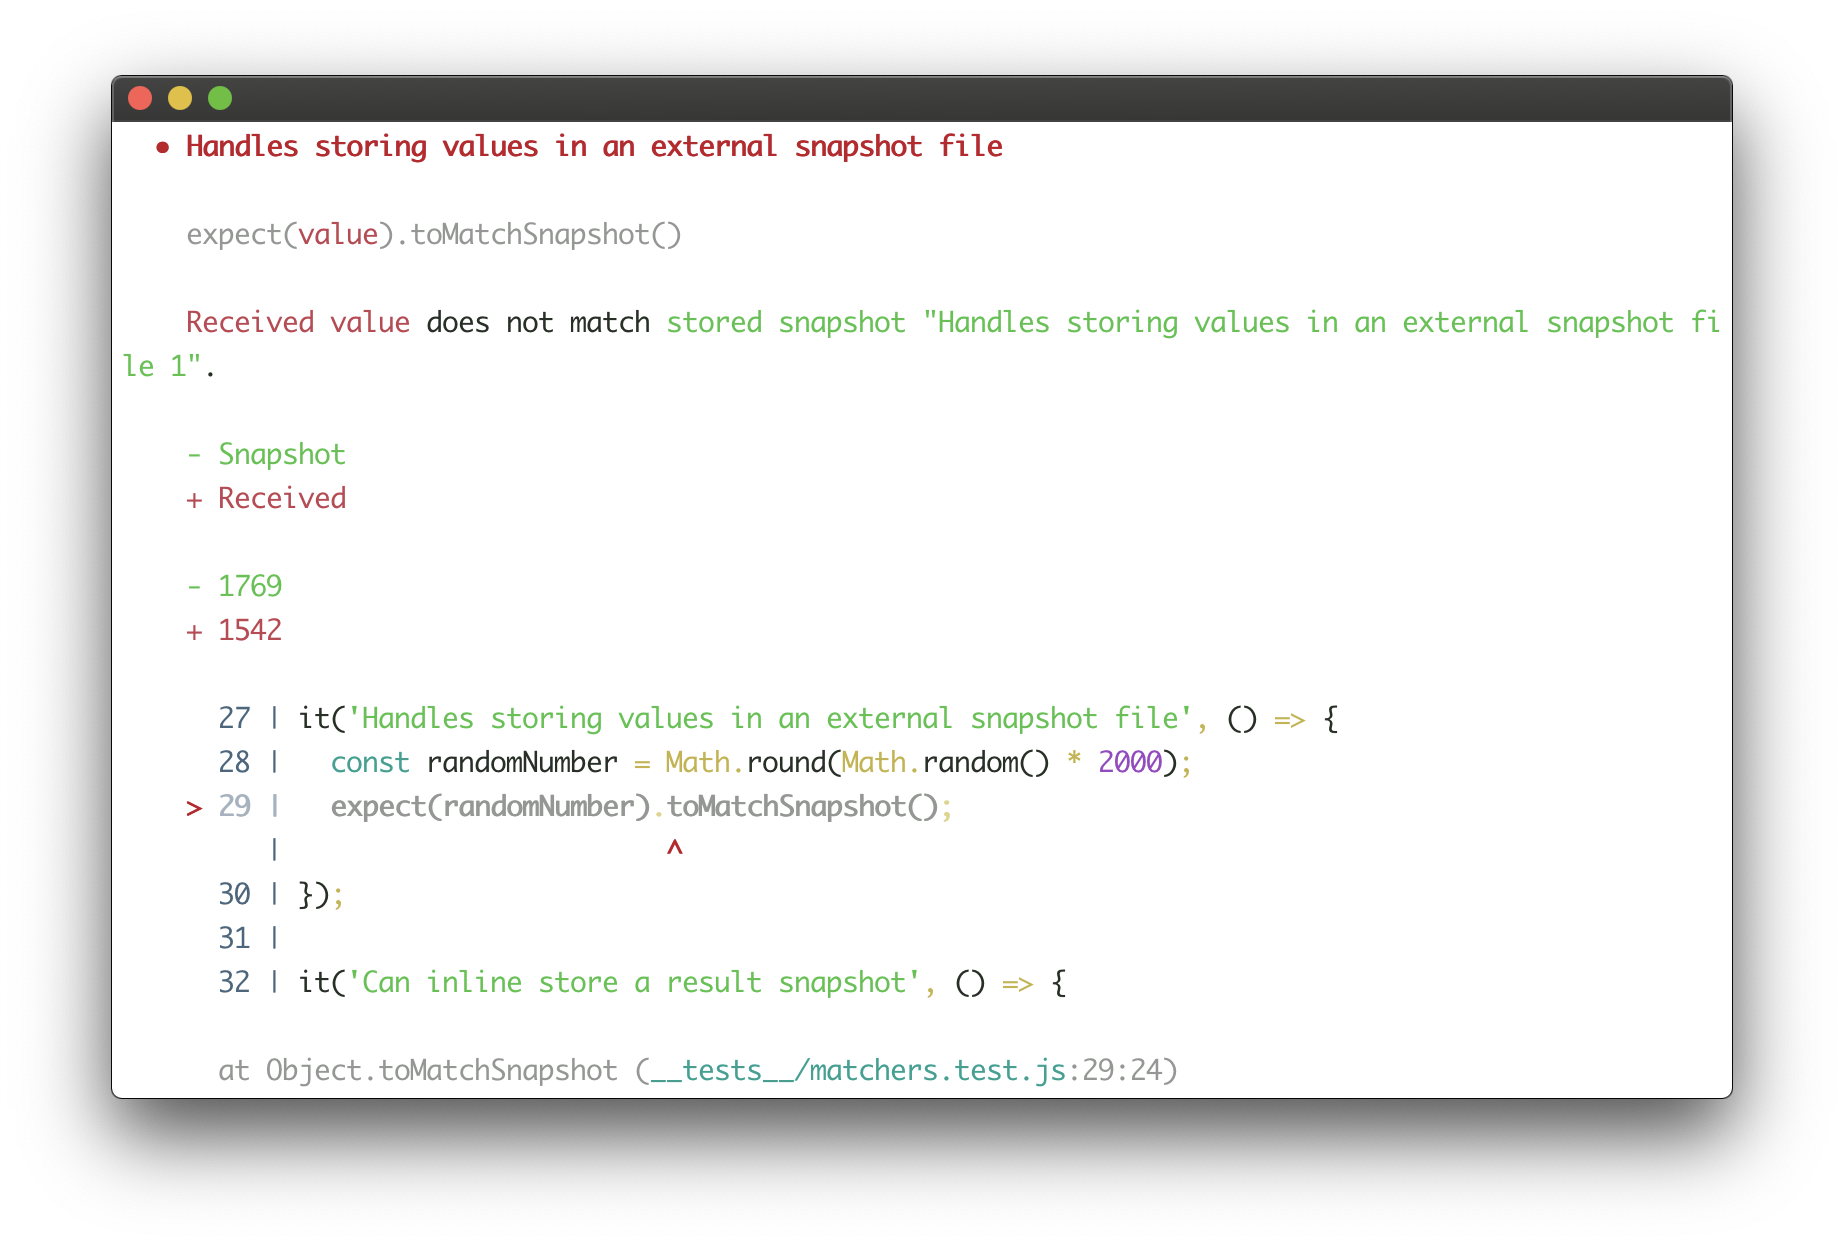 • Handles storing values in an external snapshot file
expect(value).toMatchSnapshot()
Received value does not match stored snapshot "Handles storing values in an external snapshot fi
le 1".
- Snapshot
+ Received
- 1769
+ 1542
27 | it('Handles storing values in an external snapshot file', () => {
28 |   const randomNumber = Math.round(Math.random() * 2000);
> 29 |   expect(randomNumber).toMatchSnapshot();
|                        ^
30 | });
31 |
32 | it('Can inline store a result snapshot', () => {
at Object.toMatchSnapshot (__tests__/matchers.test.js:29:24)